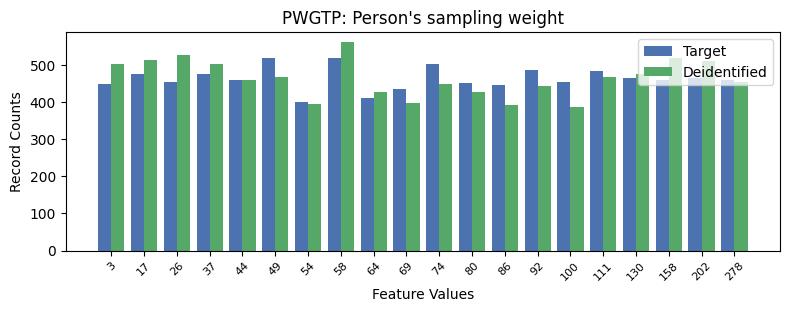 PWGTP: Person's sampling weight
Target
Deidentified
Record Counts
500
400
300
200
100
0
3 17 26 37 44 49 54 58 64 69 74 80 86 92 100 111 130 158 202 278
Feature Values